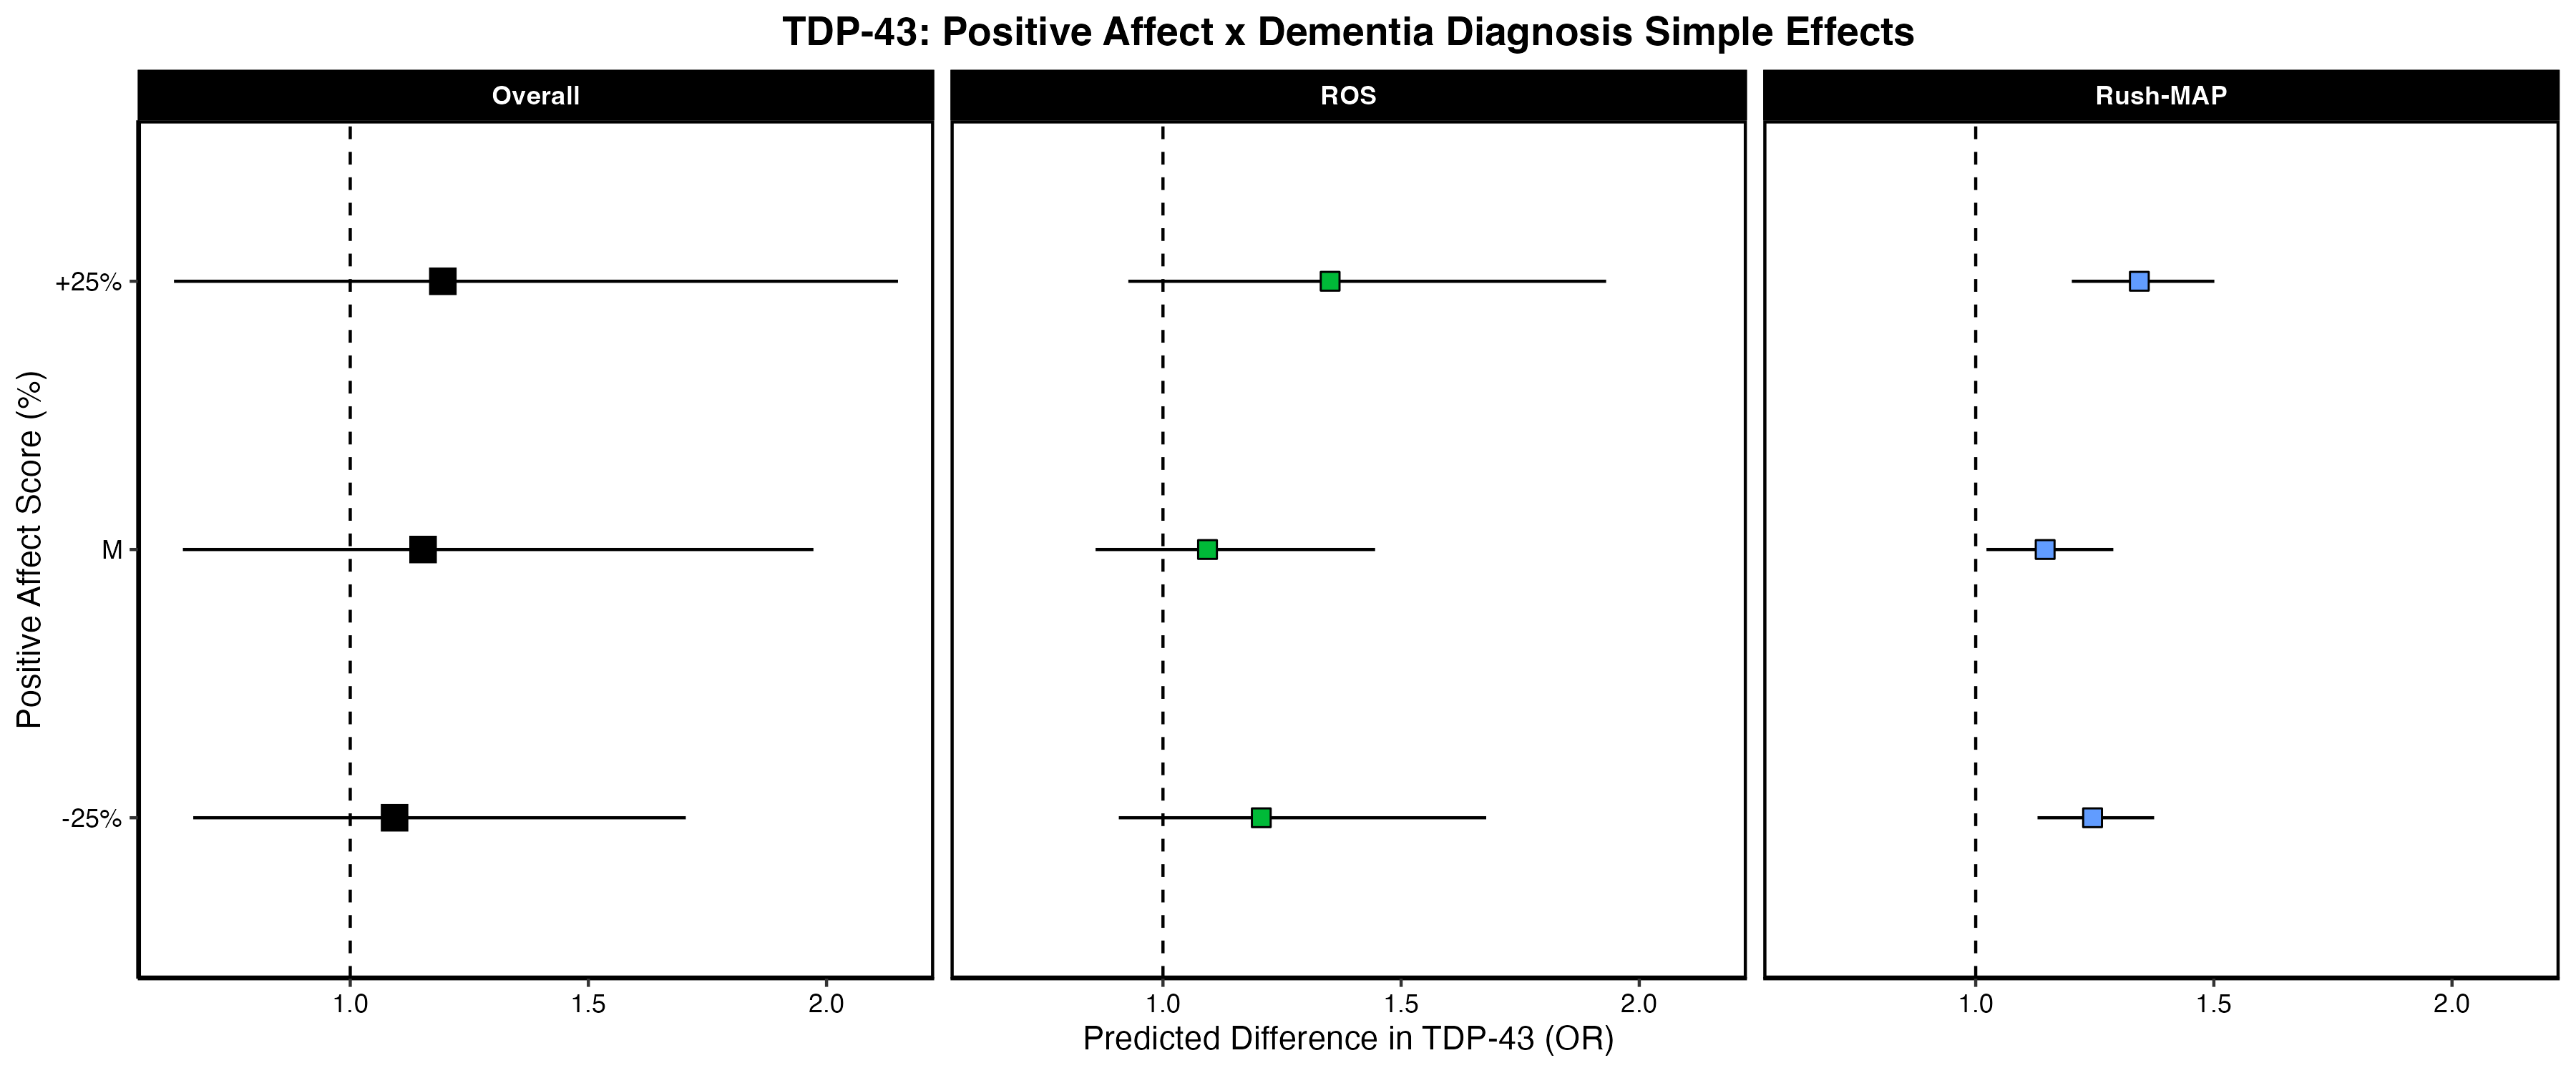 TDP-43: Positive Affect x Dementia Diagnosis Simple Effects
Overall
ROS
Rush-MAP
Positive Affect Score (%)
+25%
M
-25%
1.0
1.5
2.0
1.0
1.5
2.0
1.0
1.5
2.0
Predicted Difference in TDP-43 (OR)